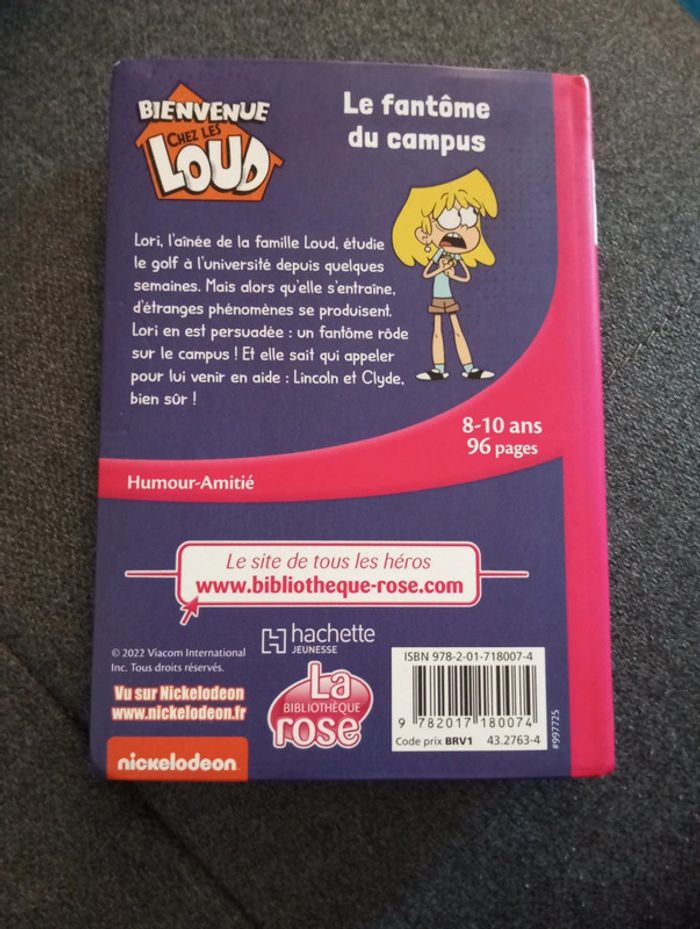 BIENVENUE
CHEZ LES
LOUD
Le fantôme
du campus
Lori, l'aînée de la famille Loud, étudie
le golf à l'université depuis quelques
semaines. Mais alors qu'elle s'entraîne,
d'étranges phénomènes se produisent.
Lori en est persuadée : un fantôme rôde
sur le campus ! Et elle sait qui appeler
pour lui venir en aide : Lincoln et Clyde,
bien sûr !
8-10 ans
96 pages
Humour-Amitié
Le site de tous les héros
www.bibliotheque-rose.com
hachette
JEUNESSE
© 2022 Viacom International
Inc. Tous droits réservés.
Vu sur Nickelodeon
www.nickelodeon.fr
nickelodeon
La
BIBLIOTHÈQUE
rose
ISBN 978-2-01-718007-4
9 782017 180074
Code prix BRV1 43.2763-4
#997725